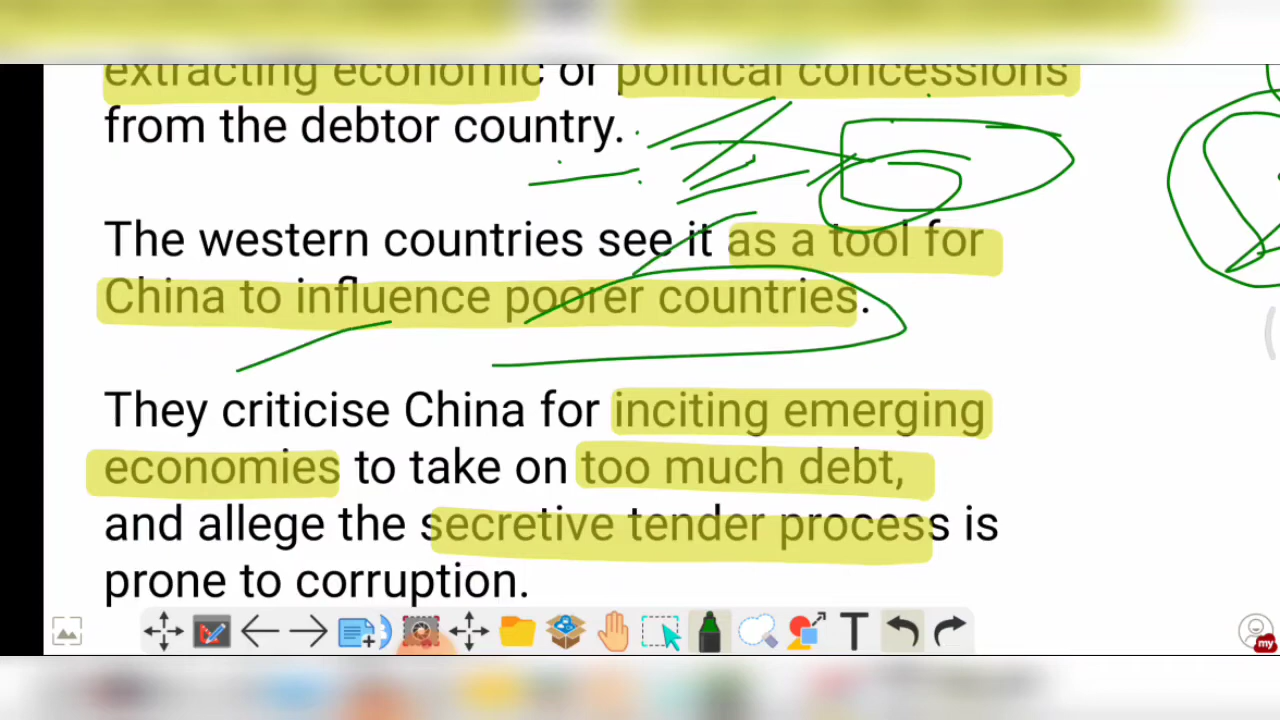 extracting economic or political concessions
from the debtor country.
The western countries see it as a tool for
China to influence poorer countries.
They criticise China for inciting emerging
economies to take on too much debt,
and allege the secretive tender process is
prone to corruption.
T
my